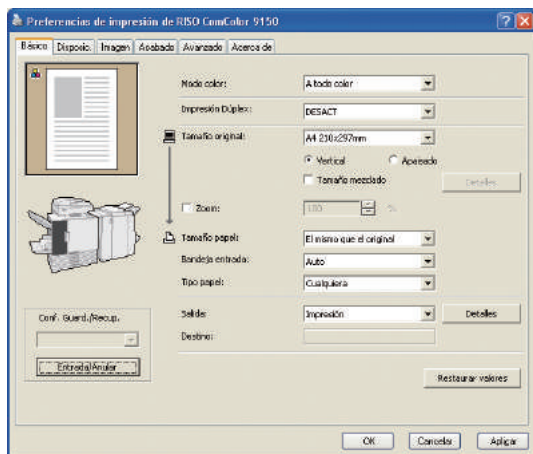 Preferencias de impresión de RISO ComColor 9150
Básico Disposic. Imagen Acabado Avanzado Acerca de
Modo color: A todo color
Impresión Dúplex: DESACT
Tamaño original: A4 210x297mm
Vertical Apaisado
Tamaño mezclado Detalles
Zoom: 100 %
Tamaño papel: El mismo que el original
Bandeja entrada: Auto
Tipo papel: Cualquiera
Conf. Guard./Recup. Salida: Impresión Detalles
Destino:
Entrada/Anular
Restaurar valores
OK Cancelar Aplicar